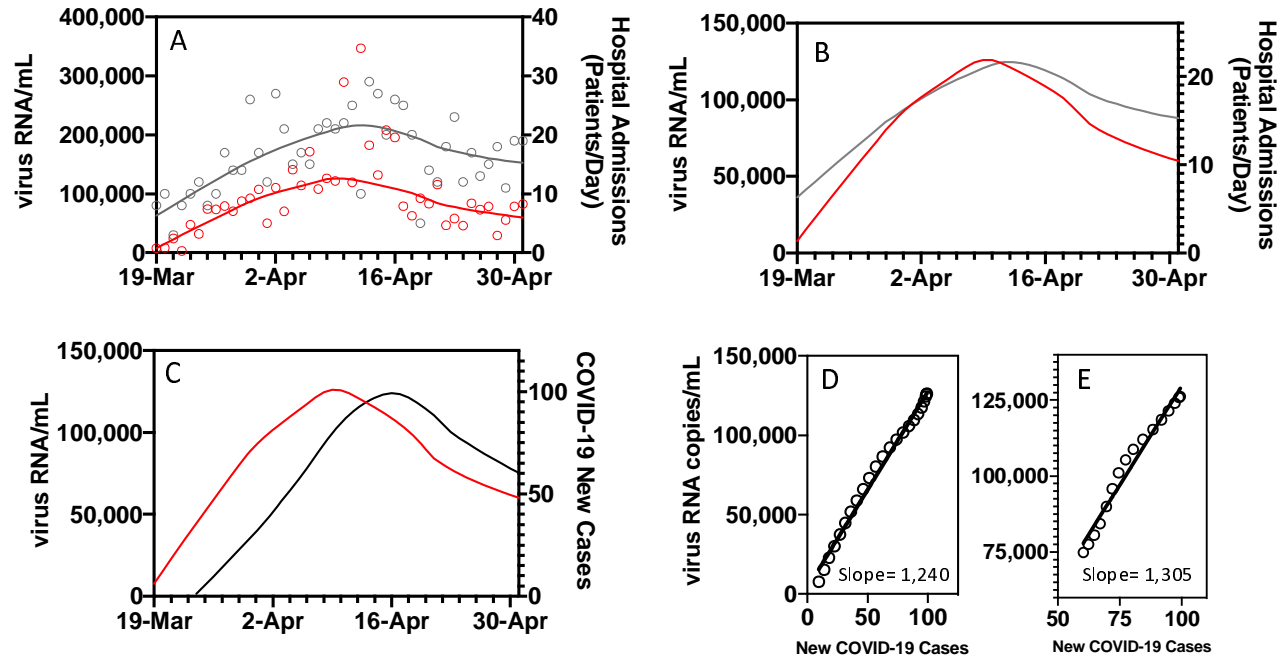 A
400,000
300,000
200,000
100,000
0
virus RNA/mL
40
30
20
10
0
Hospital Admissions
(Patients/Day)
19-Mar 2-Apr 16-Apr 30-Apr
B
150,000
100,000
50,000
0
virus RNA/mL
20
10
0
Hospital Admissions
(Patients/Day)
19-Mar 2-Apr 16-Apr 30-Apr
C
150,000
100,000
50,000
0
virus RNA/mL
100
50
0
COVID-19 New Cases
19-Mar 2-Apr 16-Apr 30-Apr
D
150,000
100,000
50,000
0
virus RNA copies/mL
Slope= 1,240
0 50 100
New COVID-19 Cases
E
125,000
100,000
75,000
Slope= 1,305
50 75 100
New COVID-19 Cases